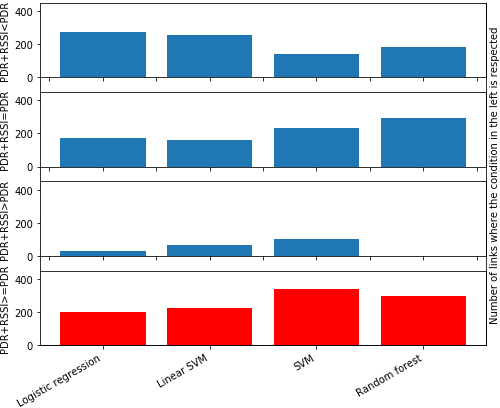 400
200
0
PDR+RSSI<PDR
400
200
0
PDR+RSSI=PDR
400
200
0
PDR+RSSI>PDR
400
200
0
PDR+RSSI>=PDR
Logistic regression
Linear SVM
SVM
Random forest
Number of links where the condition in the left is respected